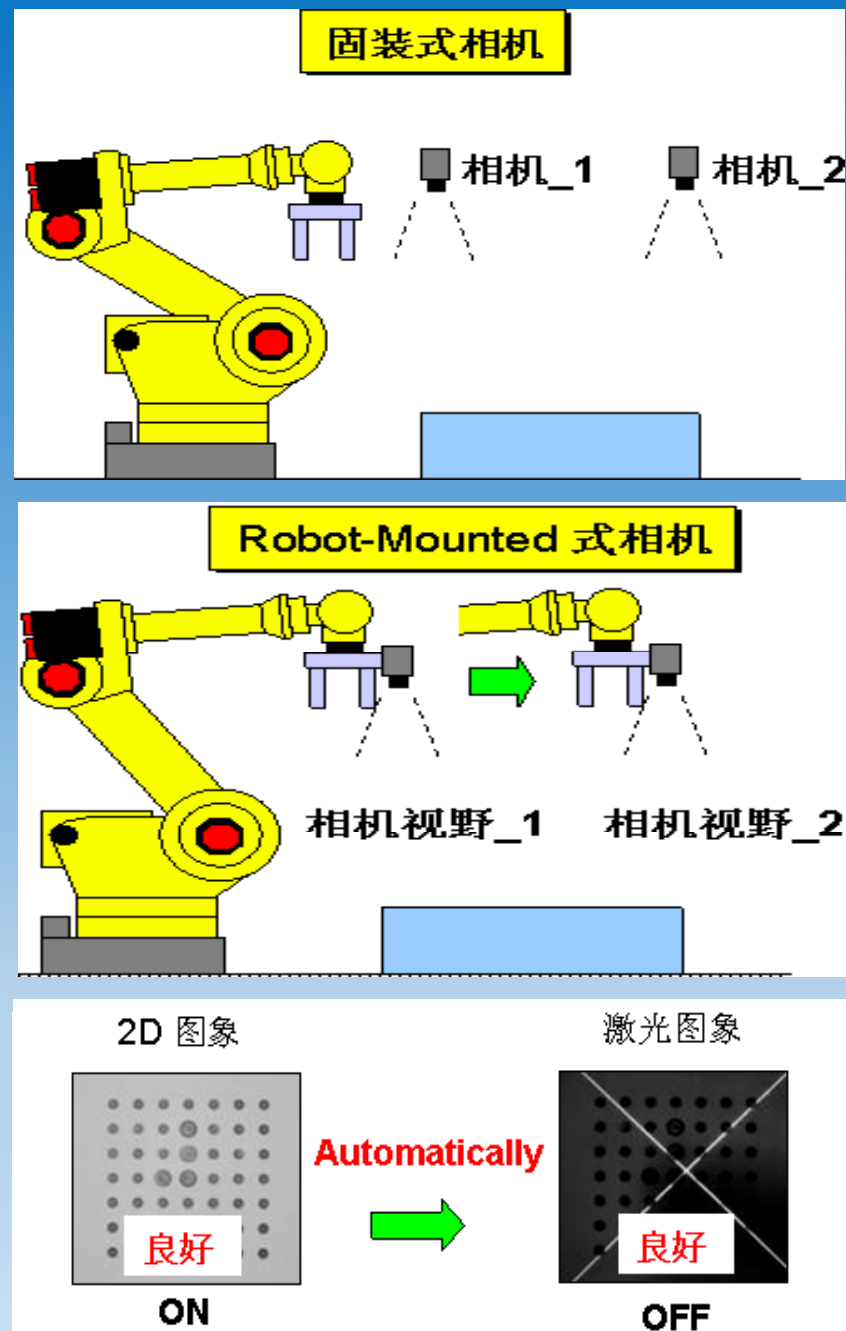 固装式相机
相机_1
相机_2
Robot-Mounted 式相机
相机视野_1
相机视野_2
2D 图象
激光图象
Automatically
良好
良好
ON
OFF